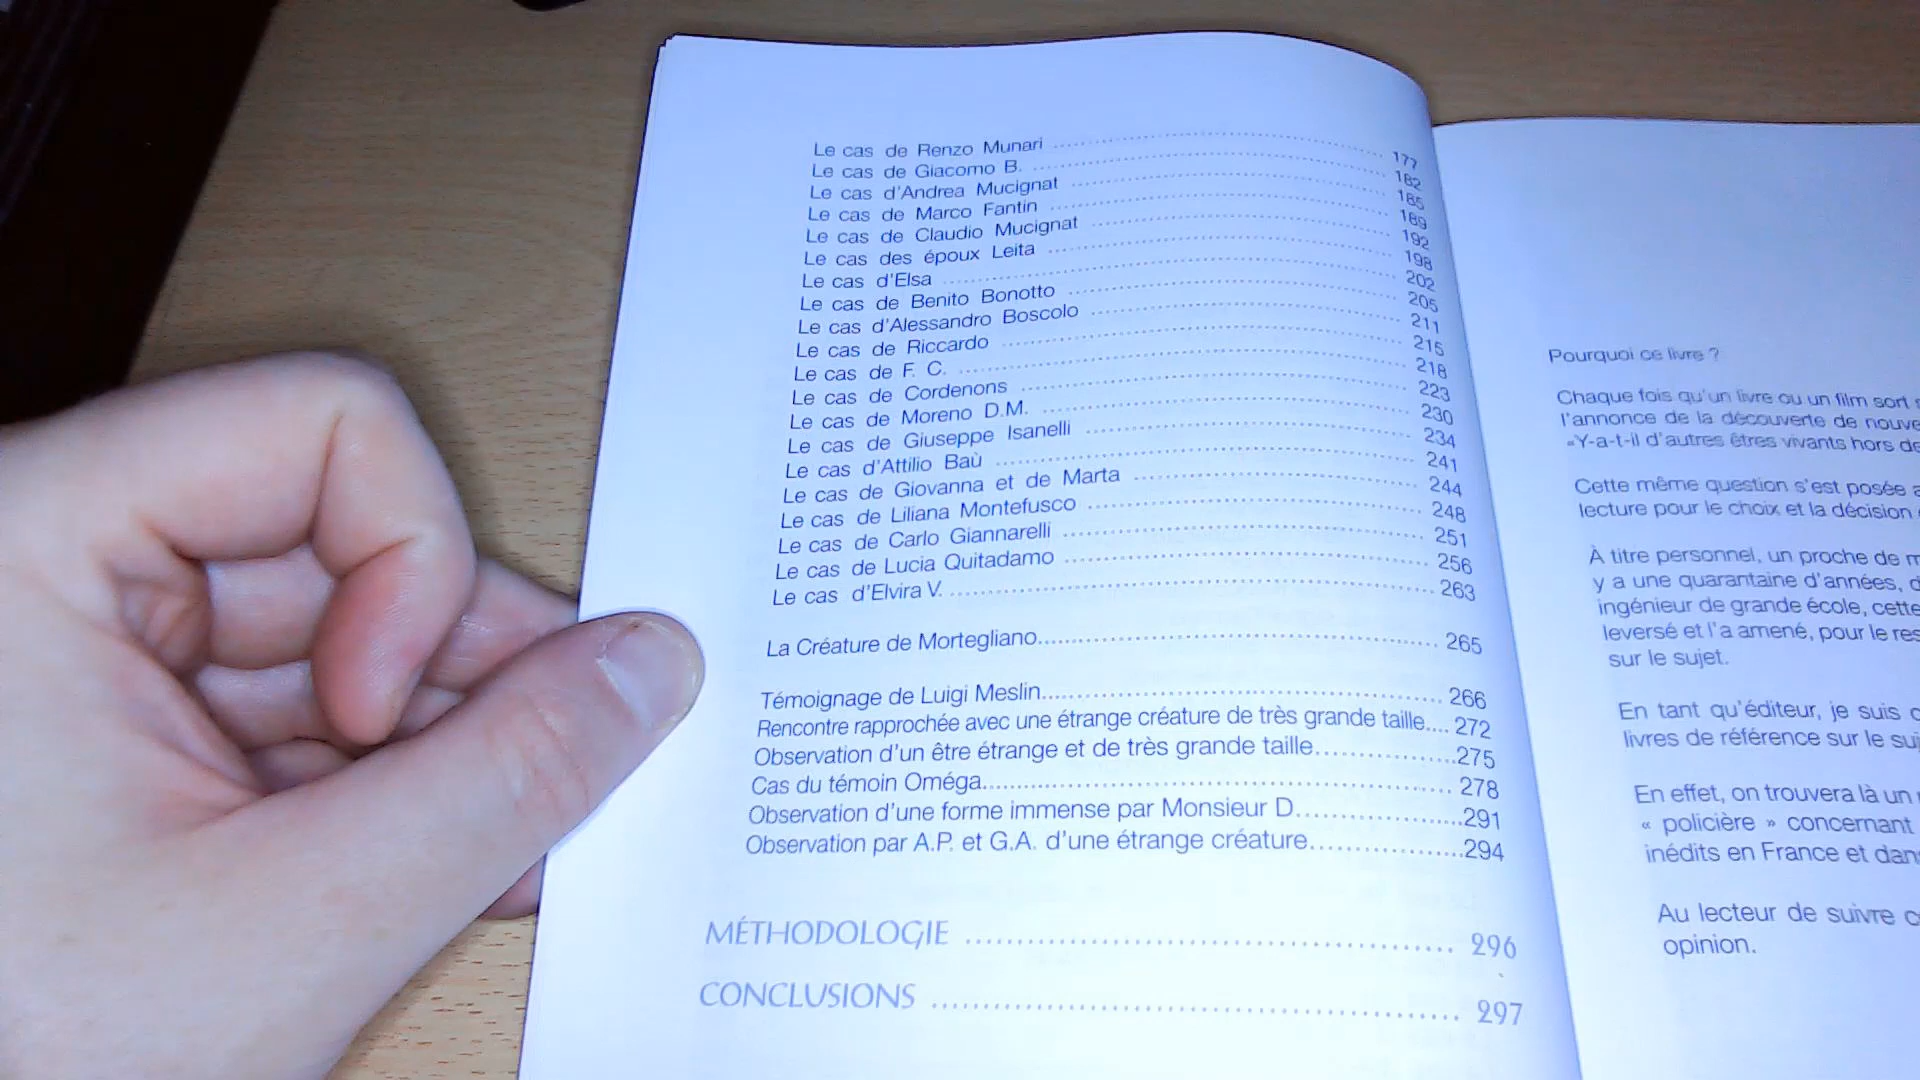 Le cas de Renzo Munari ........ 177
Le cas de Giacomo B. ........ 182
Le cas d'Andrea Mucignat ........ 185
Le cas de Marco Fantin ........ 189
Le cas de Claudio Mucignat ........ 192
Le cas des époux Leita ........ 198
Le cas d'Elsa ........ 202
Le cas de Benito Bonotto ........ 205
Le cas d'Alessandro Boscolo ........ 211
Le cas de Riccardo ........ 215
Le cas de F. C. ........ 218
Le cas de Cordenons ........ 223
Le cas de Moreno D.M. ........ 230
Le cas de Giuseppe Isanelli ........ 234
Le cas d'Attilio Baù ........ 241
Le cas de Giovanna et de Marta ........ 244
Le cas de Liliana Montefusco ........ 248
Le cas de Carlo Giannarelli ........ 251
Le cas de Lucia Quitadamo ........ 256
Le cas d'Elvira V. ........ 263
La Créature de Mortegliano........ 265
Témoignage de Luigi Meslin........ 266
Rencontre rapprochée avec une étrange créature de très grande taille.... 272
Observation d'un être étrange et de très grande taille........275
Cas du témoin Oméga........ 278
Observation d'une forme immense par Monsieur D........291
Observation par A.P. et G.A. d'une étrange créature........294
MÉTHODOLOGIE ........ 296
CONCLUSIONS ........ 297
Pourquoi ce livre ?
Chaque fois qu'un livre ou un film sort
l'annonce de la découverte de nouve
«Y-a-t-il d'autres êtres vivants hors de
Cette même question s'est posée
lecture pour le choix et la décision
À titre personnel, un proche de
y a une quarantaine d'années,
ingénieur de grande école, cette
leversé et l'a amené, pour le res
sur le sujet.
En tant qu'éditeur, je suis
livres de référence sur le suj
En effet, on trouvera là un
« policière » concernant
inédits en France et dans
Au lecteur de suivre
opinion.